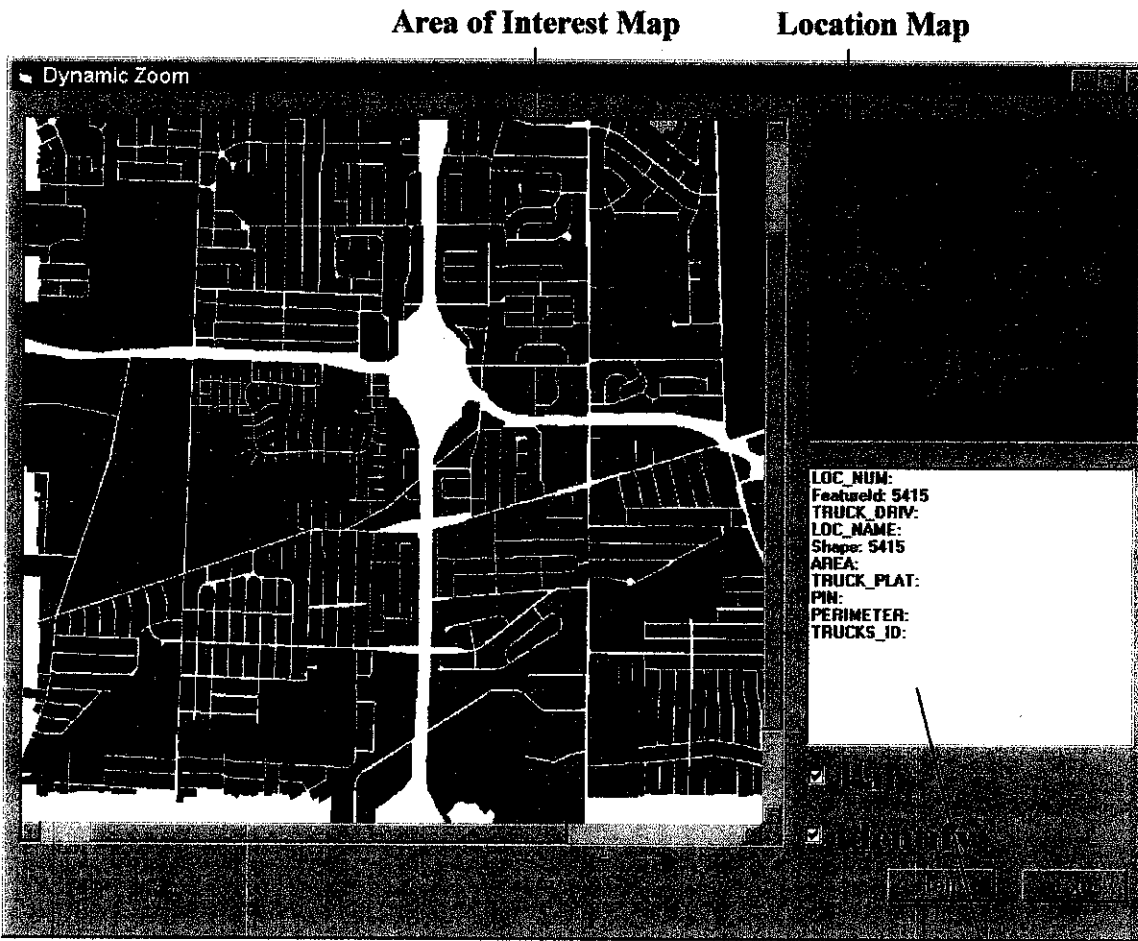 Area of Interest Map Location Map
Dynamic Zoom
LOC_NUM:
FeatureId: 5415
TRUCK_DRIV:
LOC_NAME:
Shape: 5415
AREA:
TRUCK_PLAT:
PIN:
PERIMETER:
TRUCKS_ID:
Identify